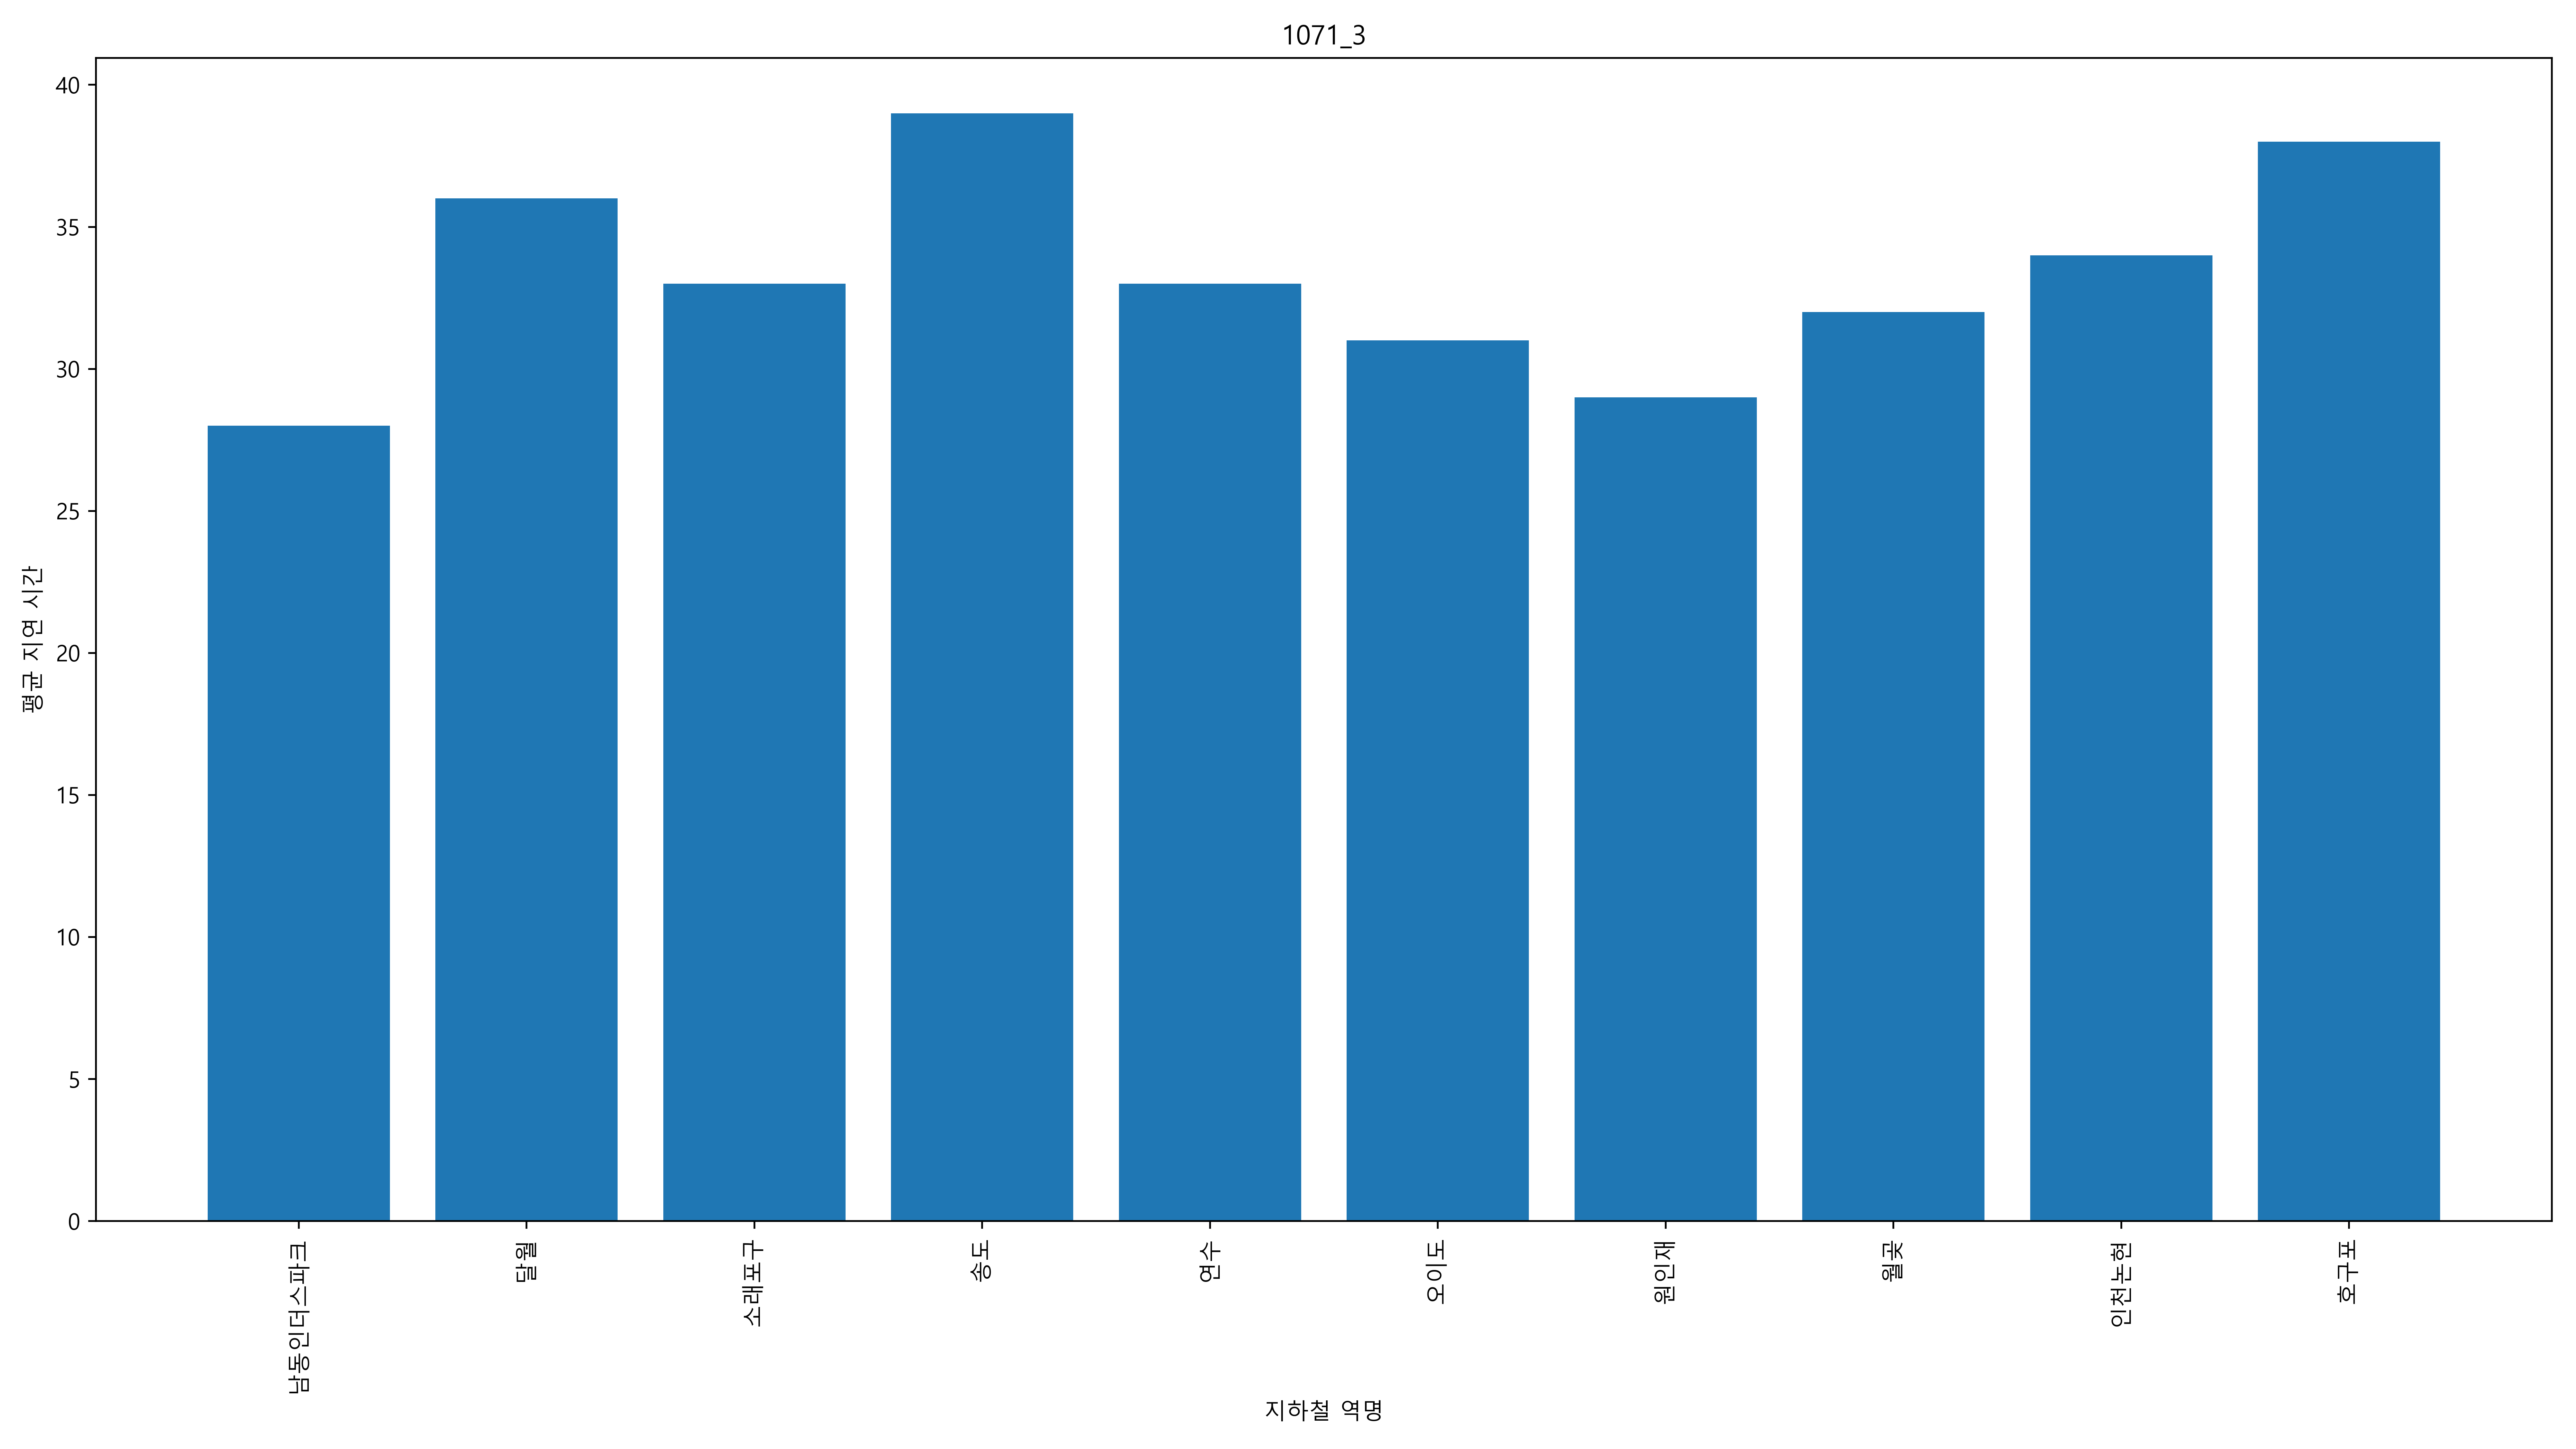 1071_3
40
35
30
25
20
15
10
5
0
평균 지연 시간
남동인더스파크
달월
소래포구
송도
연수
오이도
원인재
월곶
인천논현
호구포
지하철 역명